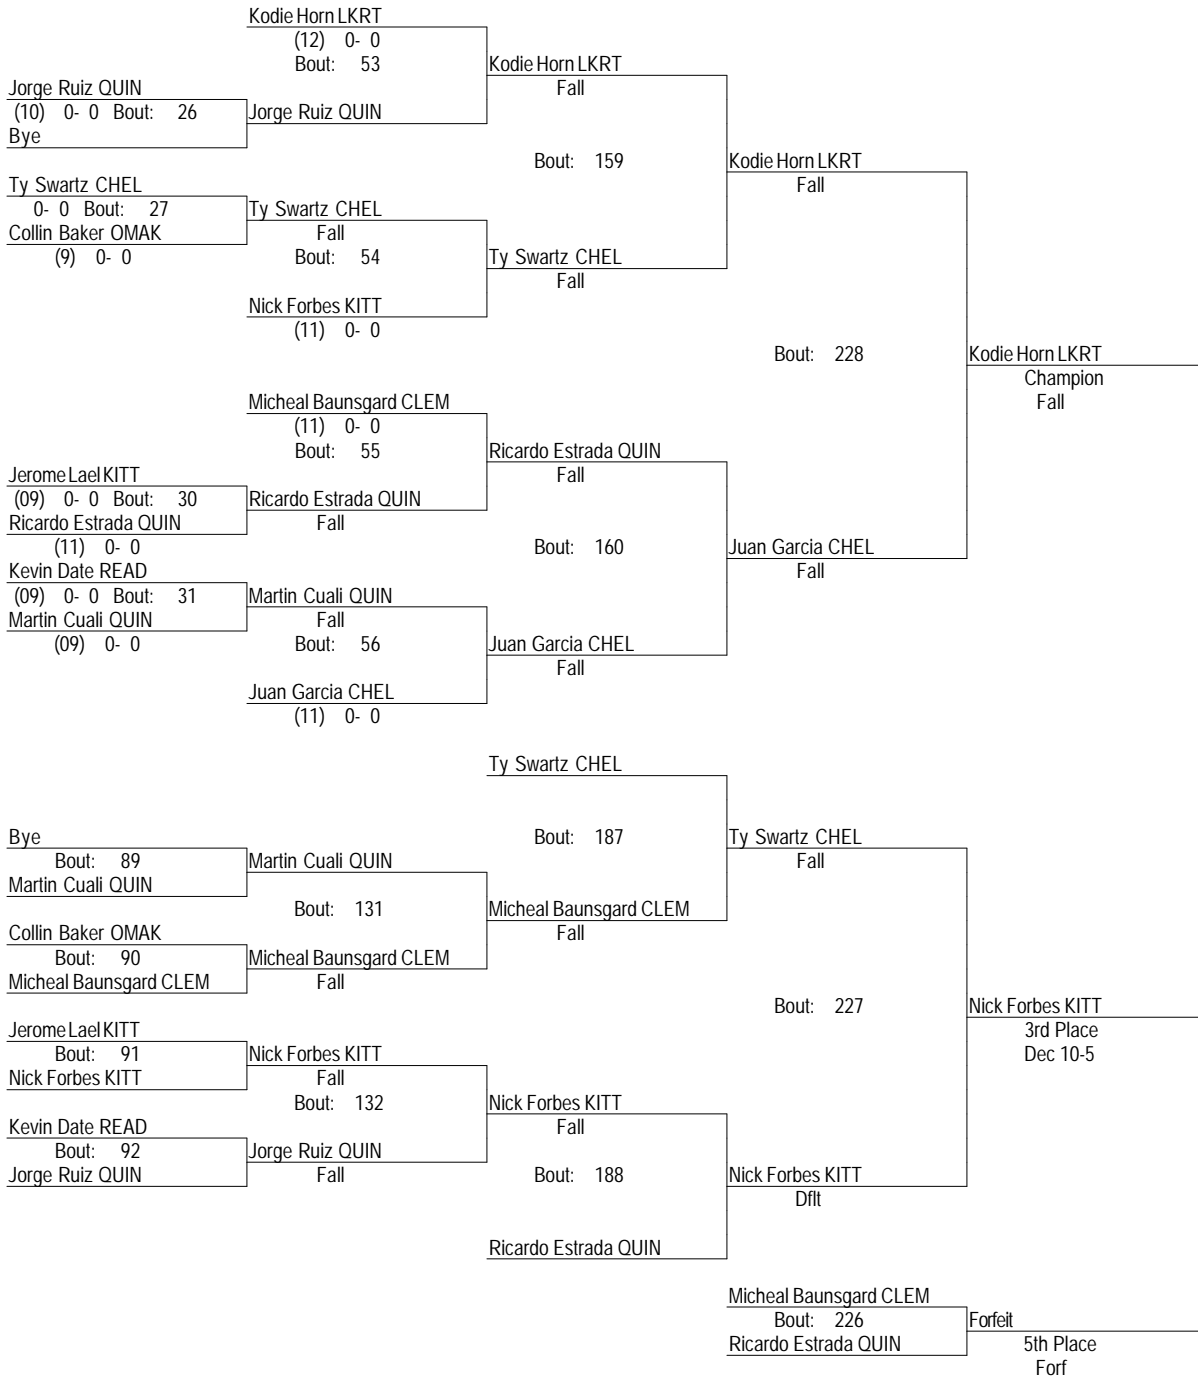 Kodie Horn LKRT
(12) 0- 0
Bout: 53
Kodie Horn LKRT
Fall
Jorge Ruiz QUIN
(10) 0- 0 Bout: 26
Jorge Ruiz QUIN
Bye
Bout: 159
Kodie Horn LKRT
Fall
Ty Swartz CHEL
0- 0 Bout: 27
Ty Swartz CHEL
Collin Baker OMAK
Fall
(9) 0- 0
Bout: 54
Ty Swartz CHEL
Fall
Nick Forbes KITT
(11) 0- 0
Bout: 228
Kodie Horn LKRT
Champion
Fall
Micheal Baunsgard CLEM
(11) 0- 0
Bout: 55
Ricardo Estrada QUIN
Fall
Jerome Lael KITT
(09) 0- 0 Bout: 30
Ricardo Estrada QUIN
Ricardo Estrada QUIN
Fall
(11) 0- 0
Bout: 160
Juan Garcia CHEL
Fall
Kevin Date READ
(09) 0- 0 Bout: 31
Martin Cuali QUIN
Martin Cuali QUIN
Fall
(09) 0- 0
Bout: 56
Juan Garcia CHEL
Fall
Juan Garcia CHEL
(11) 0- 0
Ty Swartz CHEL
Bye
Bout: 187
Ty Swartz CHEL
Bout: 89
Martin Cuali QUIN
Fall
Martin Cuali QUIN
Bout: 131
Micheal Baunsgard CLEM
Collin Baker OMAK
Fall
Bout: 90
Micheal Baunsgard CLEM
Micheal Baunsgard CLEM
Fall
Bout: 227
Nick Forbes KITT
3rd Place
Dec 10-5
Jerome Lael KITT
Bout: 91
Nick Forbes KITT
Nick Forbes KITT
Fall
Bout: 132
Nick Forbes KITT
Fall
Kevin Date READ
Bout: 92
Jorge Ruiz QUIN
Jorge Ruiz QUIN
Fall
Bout: 188
Nick Forbes KITT
Dflt
Ricardo Estrada QUIN
Micheal Baunsgard CLEM
Bout: 226
Forfeit
Ricardo Estrada QUIN
5th Place
Forf